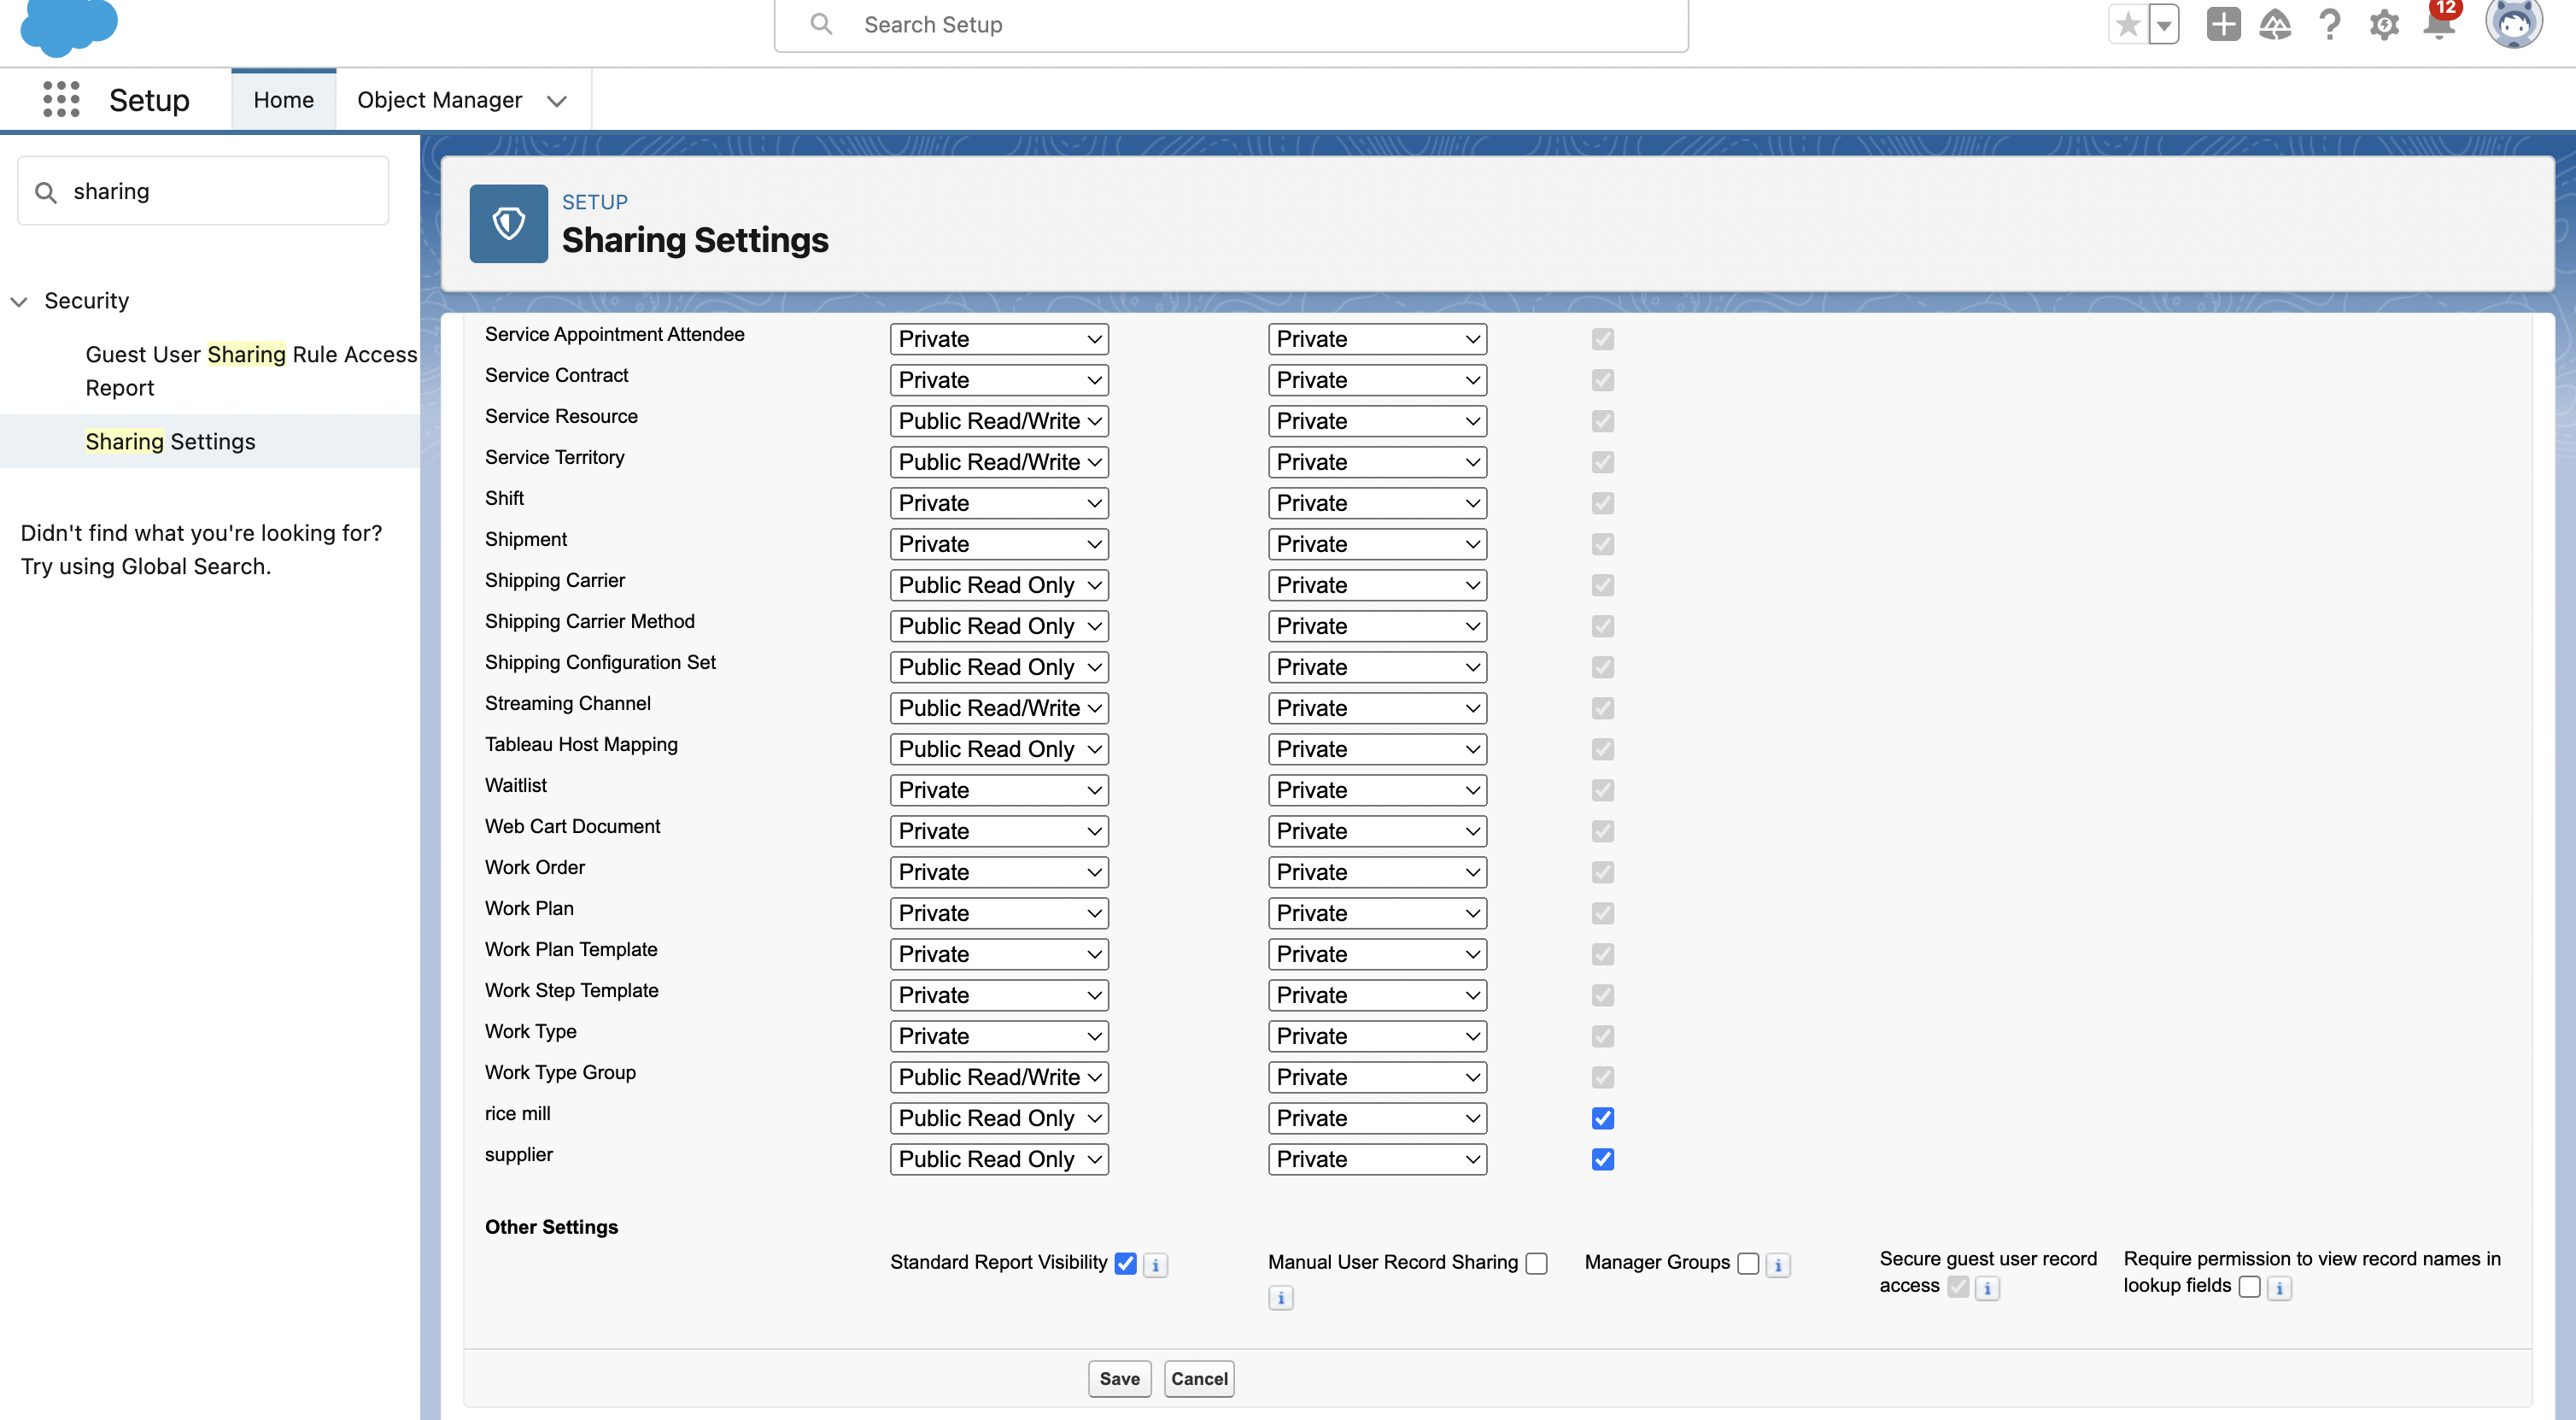 Search Setup
12
Setup
Home
Object Manager
sharing
Security
Guest User Sharing Rule Access
Report
Sharing Settings
Didn't find what you're looking for?
Try using Global Search.
SETUP
Sharing Settings
Service Appointment Attendee Private Private
Service Contract Private Private
Service Resource Public Read/Write Private
Service Territory Public Read/Write Private
Shift Private Private
Shipment Private Private
Shipping Carrier Public Read Only Private
Shipping Carrier Method Public Read Only Private
Shipping Configuration Set Public Read Only Private
Streaming Channel Public Read/Write Private
Tableau Host Mapping Public Read Only Private
Waitlist Private Private
Web Cart Document Private Private
Work Order Private Private
Work Plan Private Private
Work Plan Template Private Private
Work Step Template Private Private
Work Type Private Private
Work Type Group Public Read/Write Private
rice mill Public Read Only Private
supplier Public Read Only Private
Other Settings
Standard Report Visibility i
Manual User Record Sharing
i
Manager Groups i
Secure guest user record
access i
Require permission to view record names in
lookup fields i
Save Cancel